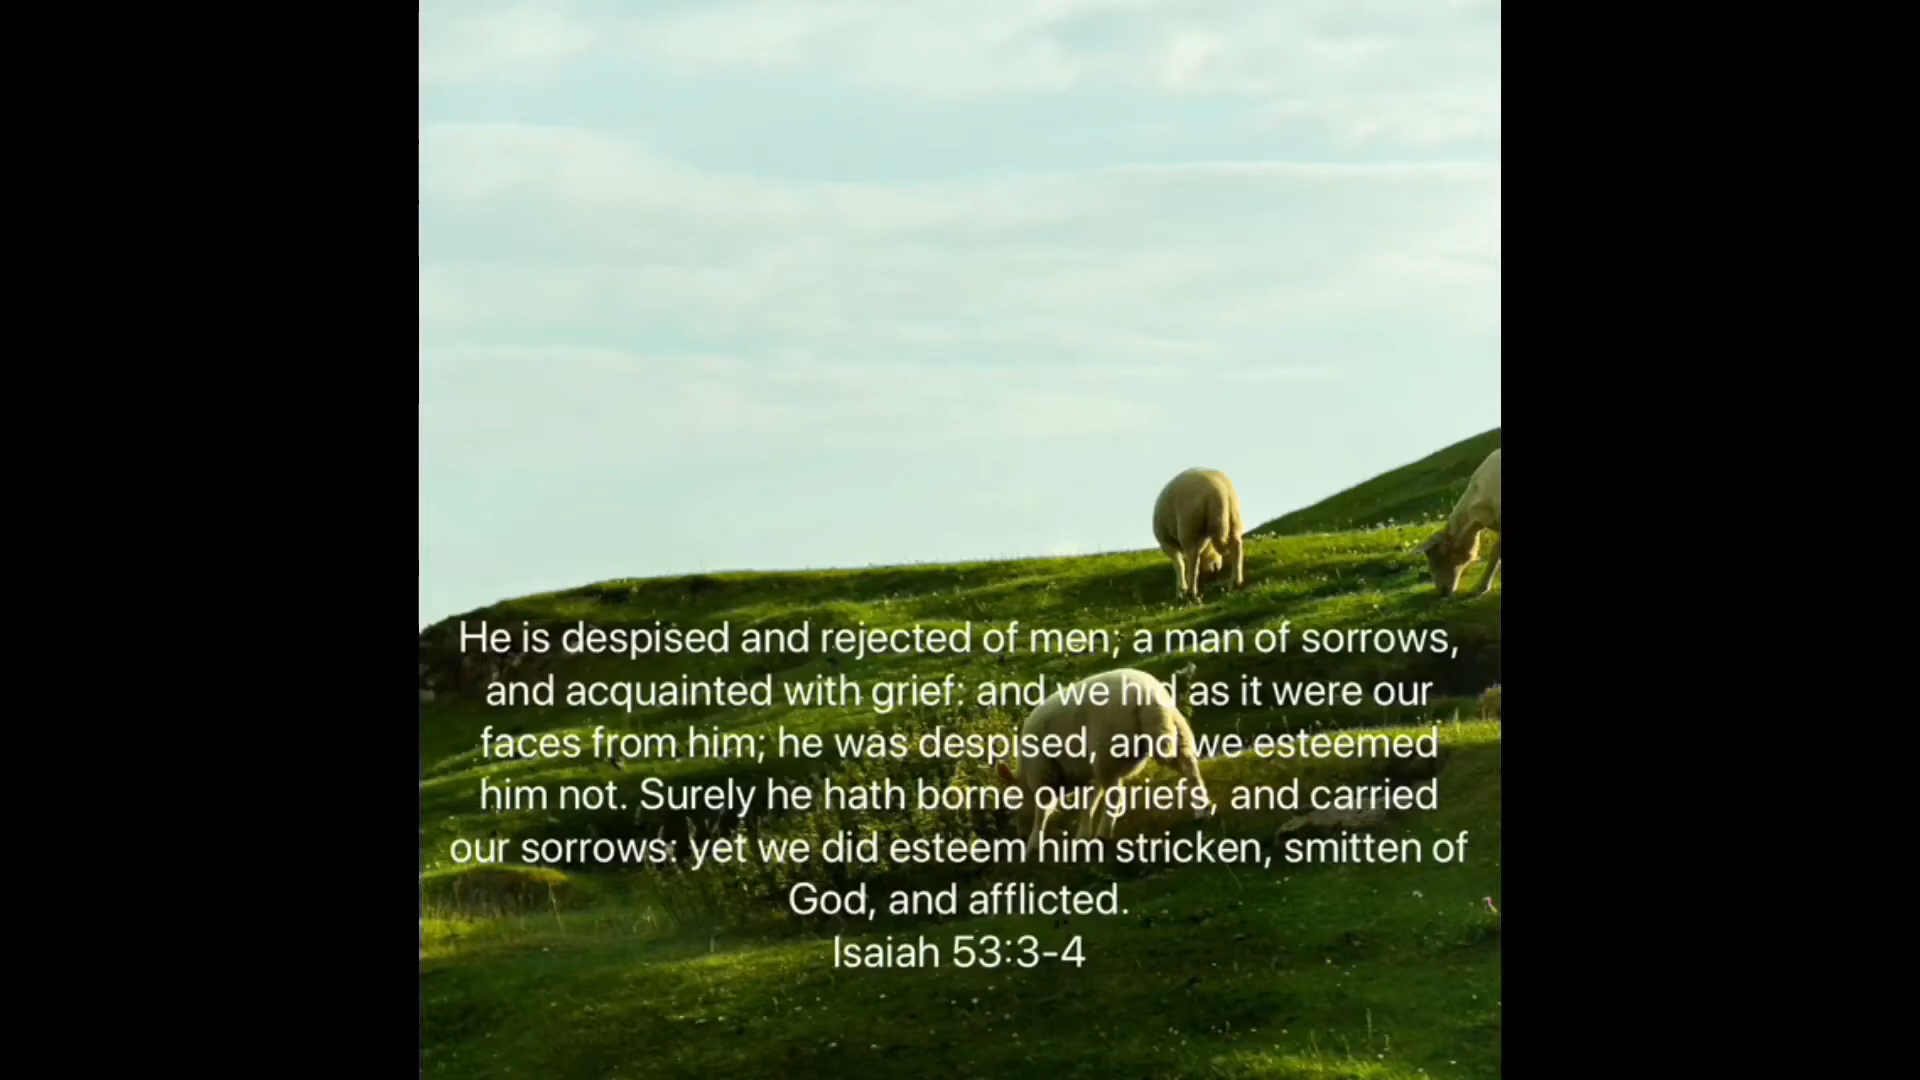 He is despised and rejected of men; a man of sorrows,
and acquainted with grief: and we hid as it were our
faces from him; he was despised, and we esteemed
him not. Surely he hath borne our griefs, and carried
our sorrows: yet we did esteem him stricken, smitten of
God, and afflicted.
Isaiah 53:3-4